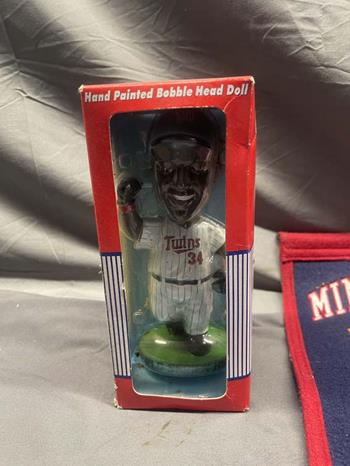 Hand Painted Bobble Head Doll
Twins
34
MIN